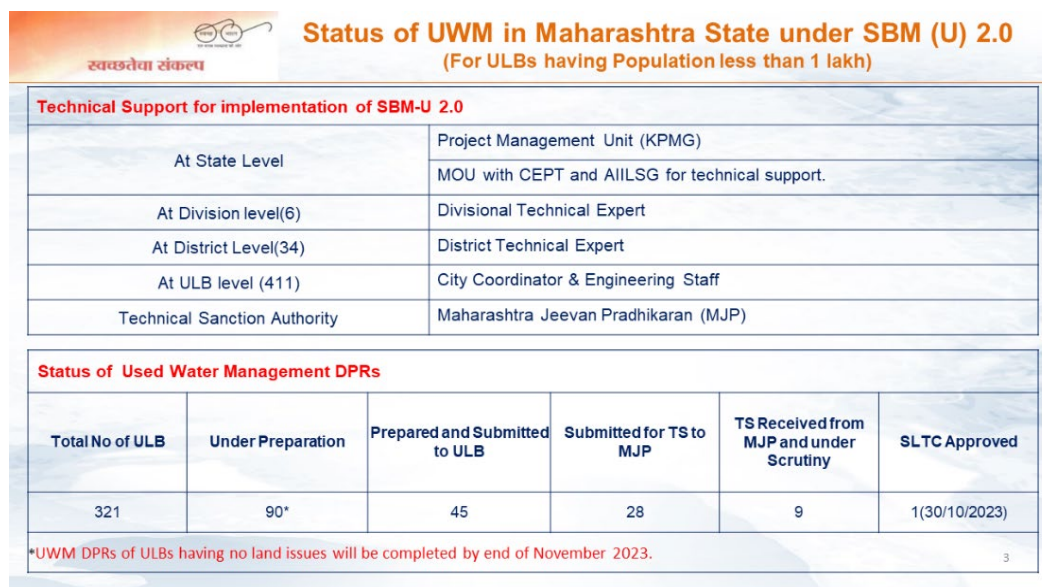 Status of UWM in Maharashtra State under SBM (U) 2.0
(For ULBs having Population less than 1 lakh)
स्वच्छतेचा संकल्प
Technical Support for implementation of SBM-U 2.0
At State Level
Project Management Unit (KPMG)
MOU with CEPT and AIILSG for technical support.
At Division level(6)
Divisional Technical Expert
At District Level(34)
District Technical Expert
At ULB level (411)
City Coordinator & Engineering Staff
Technical Sanction Authority
Maharashtra Jeevan Pradhikaran (MJP)
Status of Used Water Management DPRs
Total No of ULB
Under Preparation
Prepared and Submitted
to ULB
Submitted for TS to
MJP
TS Received from
MJP and under
Scrutiny
SLTC Approved
321
90*
45
28
9
1(30/10/2023)
*UWM DPRs of ULBs having no land issues will be completed by end of November 2023.
3